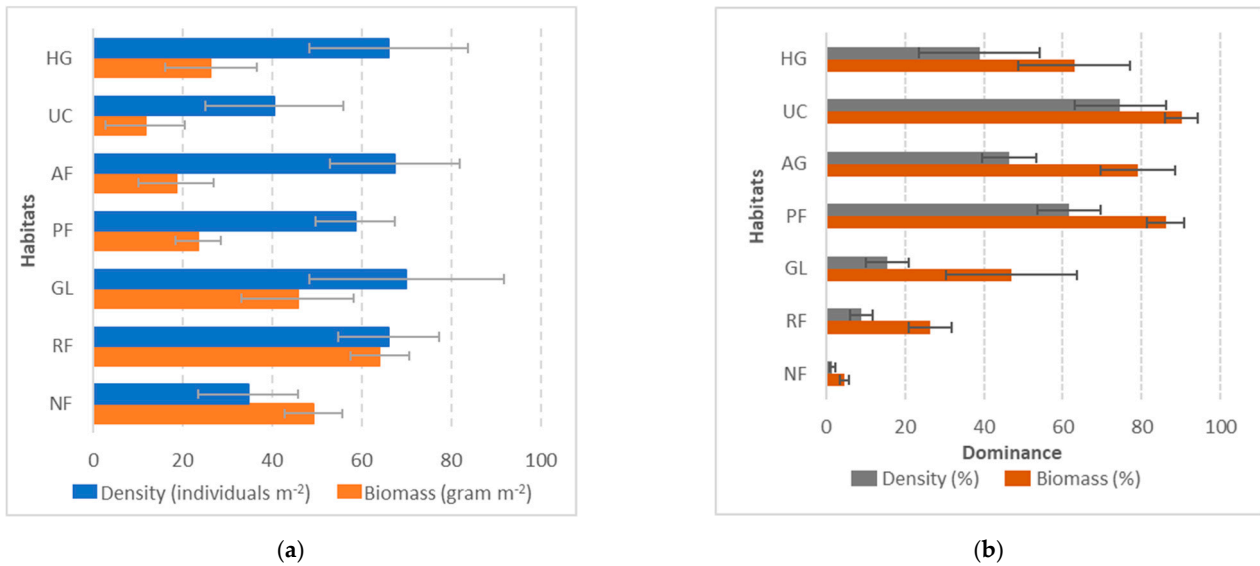 HG
UC
AF
PF
GL
RF
NF
Habitats
0 20 40 60 80 100
Density (individuals m-2) Biomass (gram m-2)
(a)
HG
UC
AG
PF
GL
RF
NF
Habitats
0 20 40 60 80 100
Dominance
Density (%) Biomass (%)
(b)